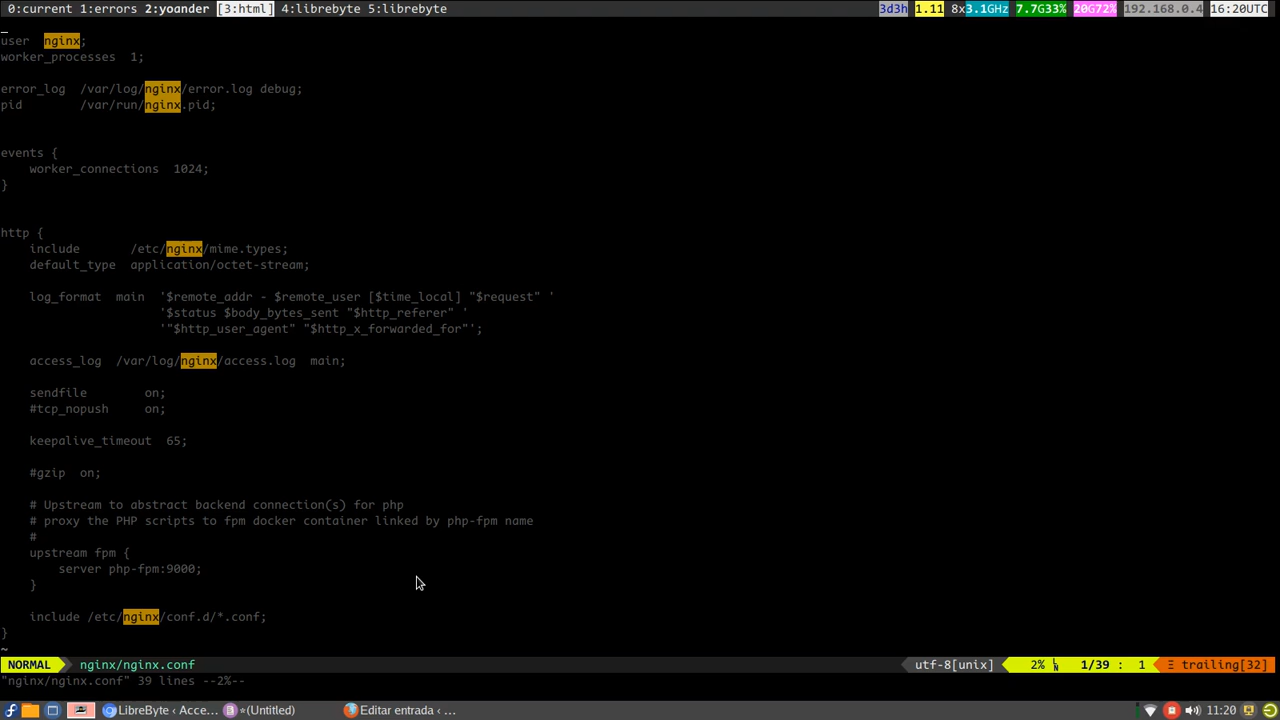 0:current 1:errors 2:yoander [3:html] 4:librebyte 5:librebyte 3d3h 1.11 8x3.1GHz 7.7G33% 20G72% 192.168.0.4 16:20UTC
user  nginx;
worker_processes  1;
error_log  /var/log/nginx/error.log debug;
pid        /var/run/nginx.pid;
events {
    worker_connections  1024;
}
http {
    include       /etc/nginx/mime.types;
    default_type  application/octet-stream;
    log_format  main  '$remote_addr - $remote_user [$time_local] "$request" '
                      '$status $body_bytes_sent "$http_referer" '
                      '"$http_user_agent" "$http_x_forwarded_for"';
    access_log  /var/log/nginx/access.log  main;
    sendfile        on;
    #tcp_nopush     on;
    keepalive_timeout  65;
    #gzip  on;
    # Upstream to abstract backend connection(s) for php
    # proxy the PHP scripts to fpm docker container linked by php-fpm name
    #
    upstream fpm {
        server php-fpm:9000;
    }
    include /etc/nginx/conf.d/*.conf;
}
~
NORMAL nginx/nginx.conf utf-8[unix] 2% 1/39 : 1 Ξ trailing[32]
"nginx/nginx.conf" 39 lines --2%--
LibreByte ‹ Acce... *(Untitled) Editar entrada ‹ ... 11:20